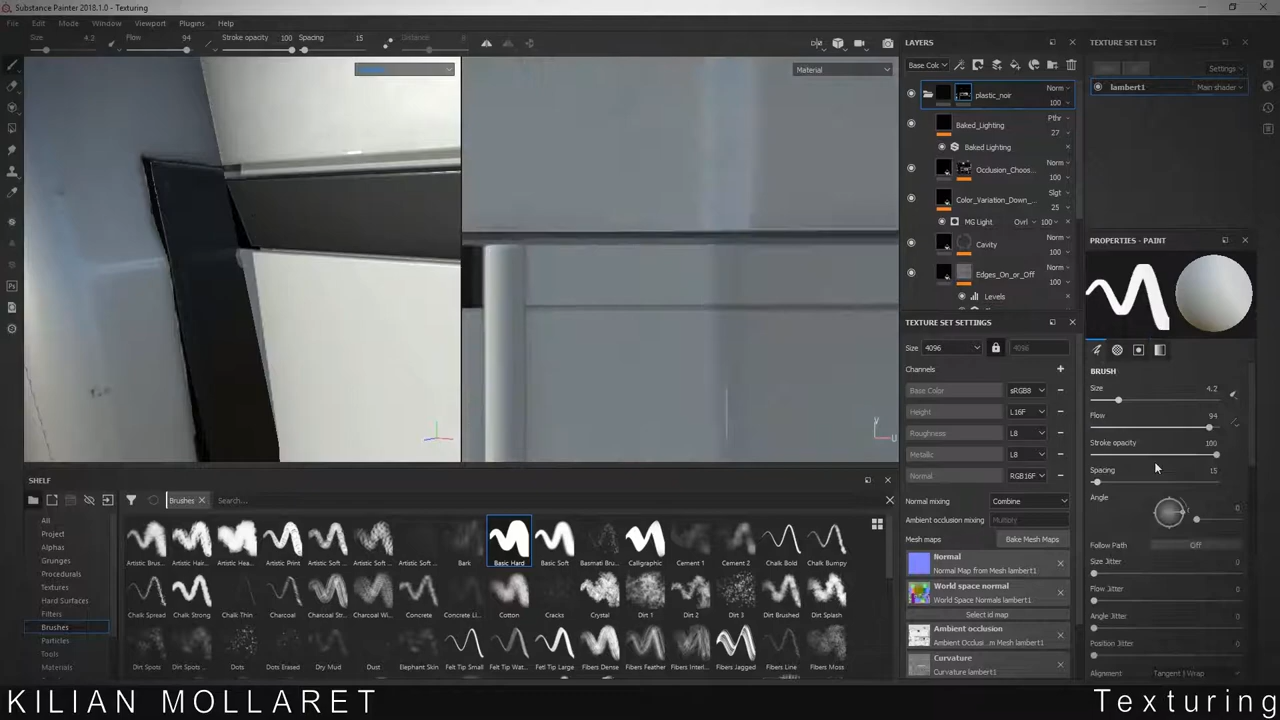 Substance Painter 2018.1.0 - Texturing
File Edit Mode Window Viewport Plugins Help
Size 4.2 Flow 94 Stroke opacity 100 Spacing 15 Distance 8
Material
LAYERS
Base Colo
plastic_noir Norm 100
Baked_Lighting Pthr 27
Baked Lighting
Occlusion_Choos... Norm 100
Color_Variation_Down_... Slgt 25
MG Light Ovrl 100
Cavity Norm 100
Edges_On_or_Off Norm 100
Levels
TEXTURE SET SETTINGS
Size 4096 4096
Channels
Base Color sRGB8
Height L16F
Roughness L8
Metallic L8
Normal RGB16F
Normal mixing Combine
Ambient occlusion mixing Multiply
Mesh maps Bake Mesh Maps
Normal
Normal Map from Mesh lambert1
World space normal
World Space Normals lambert1
Select id map
Ambient occlusion
Ambient Occlusi...m Mesh lambert1
Curvature
Curvature lambert1
TEXTURE SET LIST
Settings
lambert1 Main shader
PROPERTIES - PAINT
BRUSH
Size 4.2
Flow 94
Stroke opacity 100
Spacing 15
Angle 0
Follow Path Off
Size Jitter 0
Flow Jitter 0
Angle Jitter 0
Position Jitter 0
Alignment Tangent | Wrap
SHELF
Brushes Search...
All
Project
Alphas
Grunges
Procedurals
Textures
Hard Surfaces
Filters
Brushes
Particles
Tools
Materials
Artistic Brus... Artistic Hair... Artistic Hea... Artistic Print Artistic Soft ... Artistic Soft ... Artistic Soft ... Bark Basic Hard Basic Soft Basmati Bru... Calligraphic Cement 1 Cement 2 Chalk Bold Chalk Bumpy
Chalk Spread Chalk Strong Chalk Thin Charcoal Charcoal Str... Charcoal Wi... Concrete Concrete Li... Cotton Cracks Crystal Dirt 1 Dirt 2 Dirt 3 Dirt Brushed Dirt Splash
Dirt Spots Dirt Spots ... Dots Dots Erased Dry Mud Dust Elephant Skin Felt Tip Small Felt Tip Wat... Felt Tip Large Fibers Dense Fibers Feather Fibers Interl... Fibers Jagged Fibers Line Fibers Moss
KILIAN MOLLARET Texturing